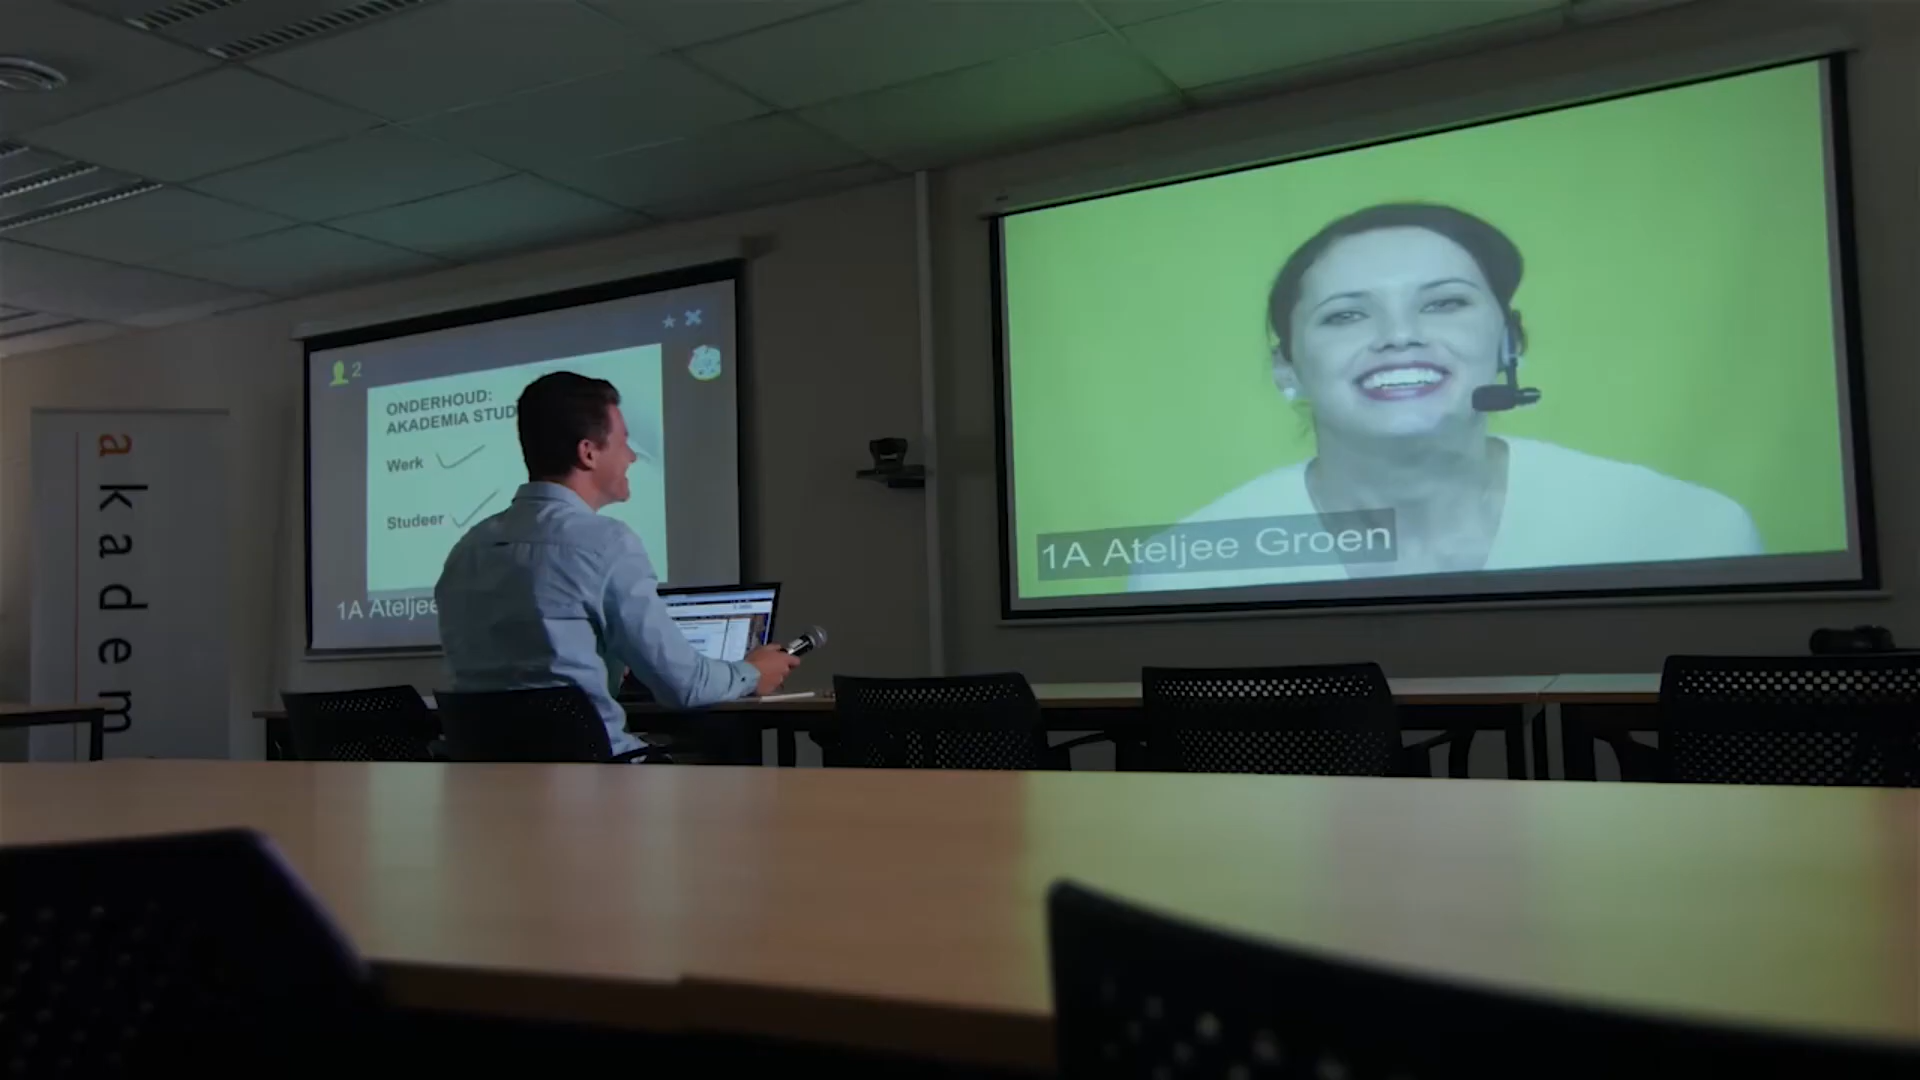 akadem
2
ONDERHOUD:
AKADEMIA STUD
Werk
Studeer
1A Ateljee
1A Ateljee Groen